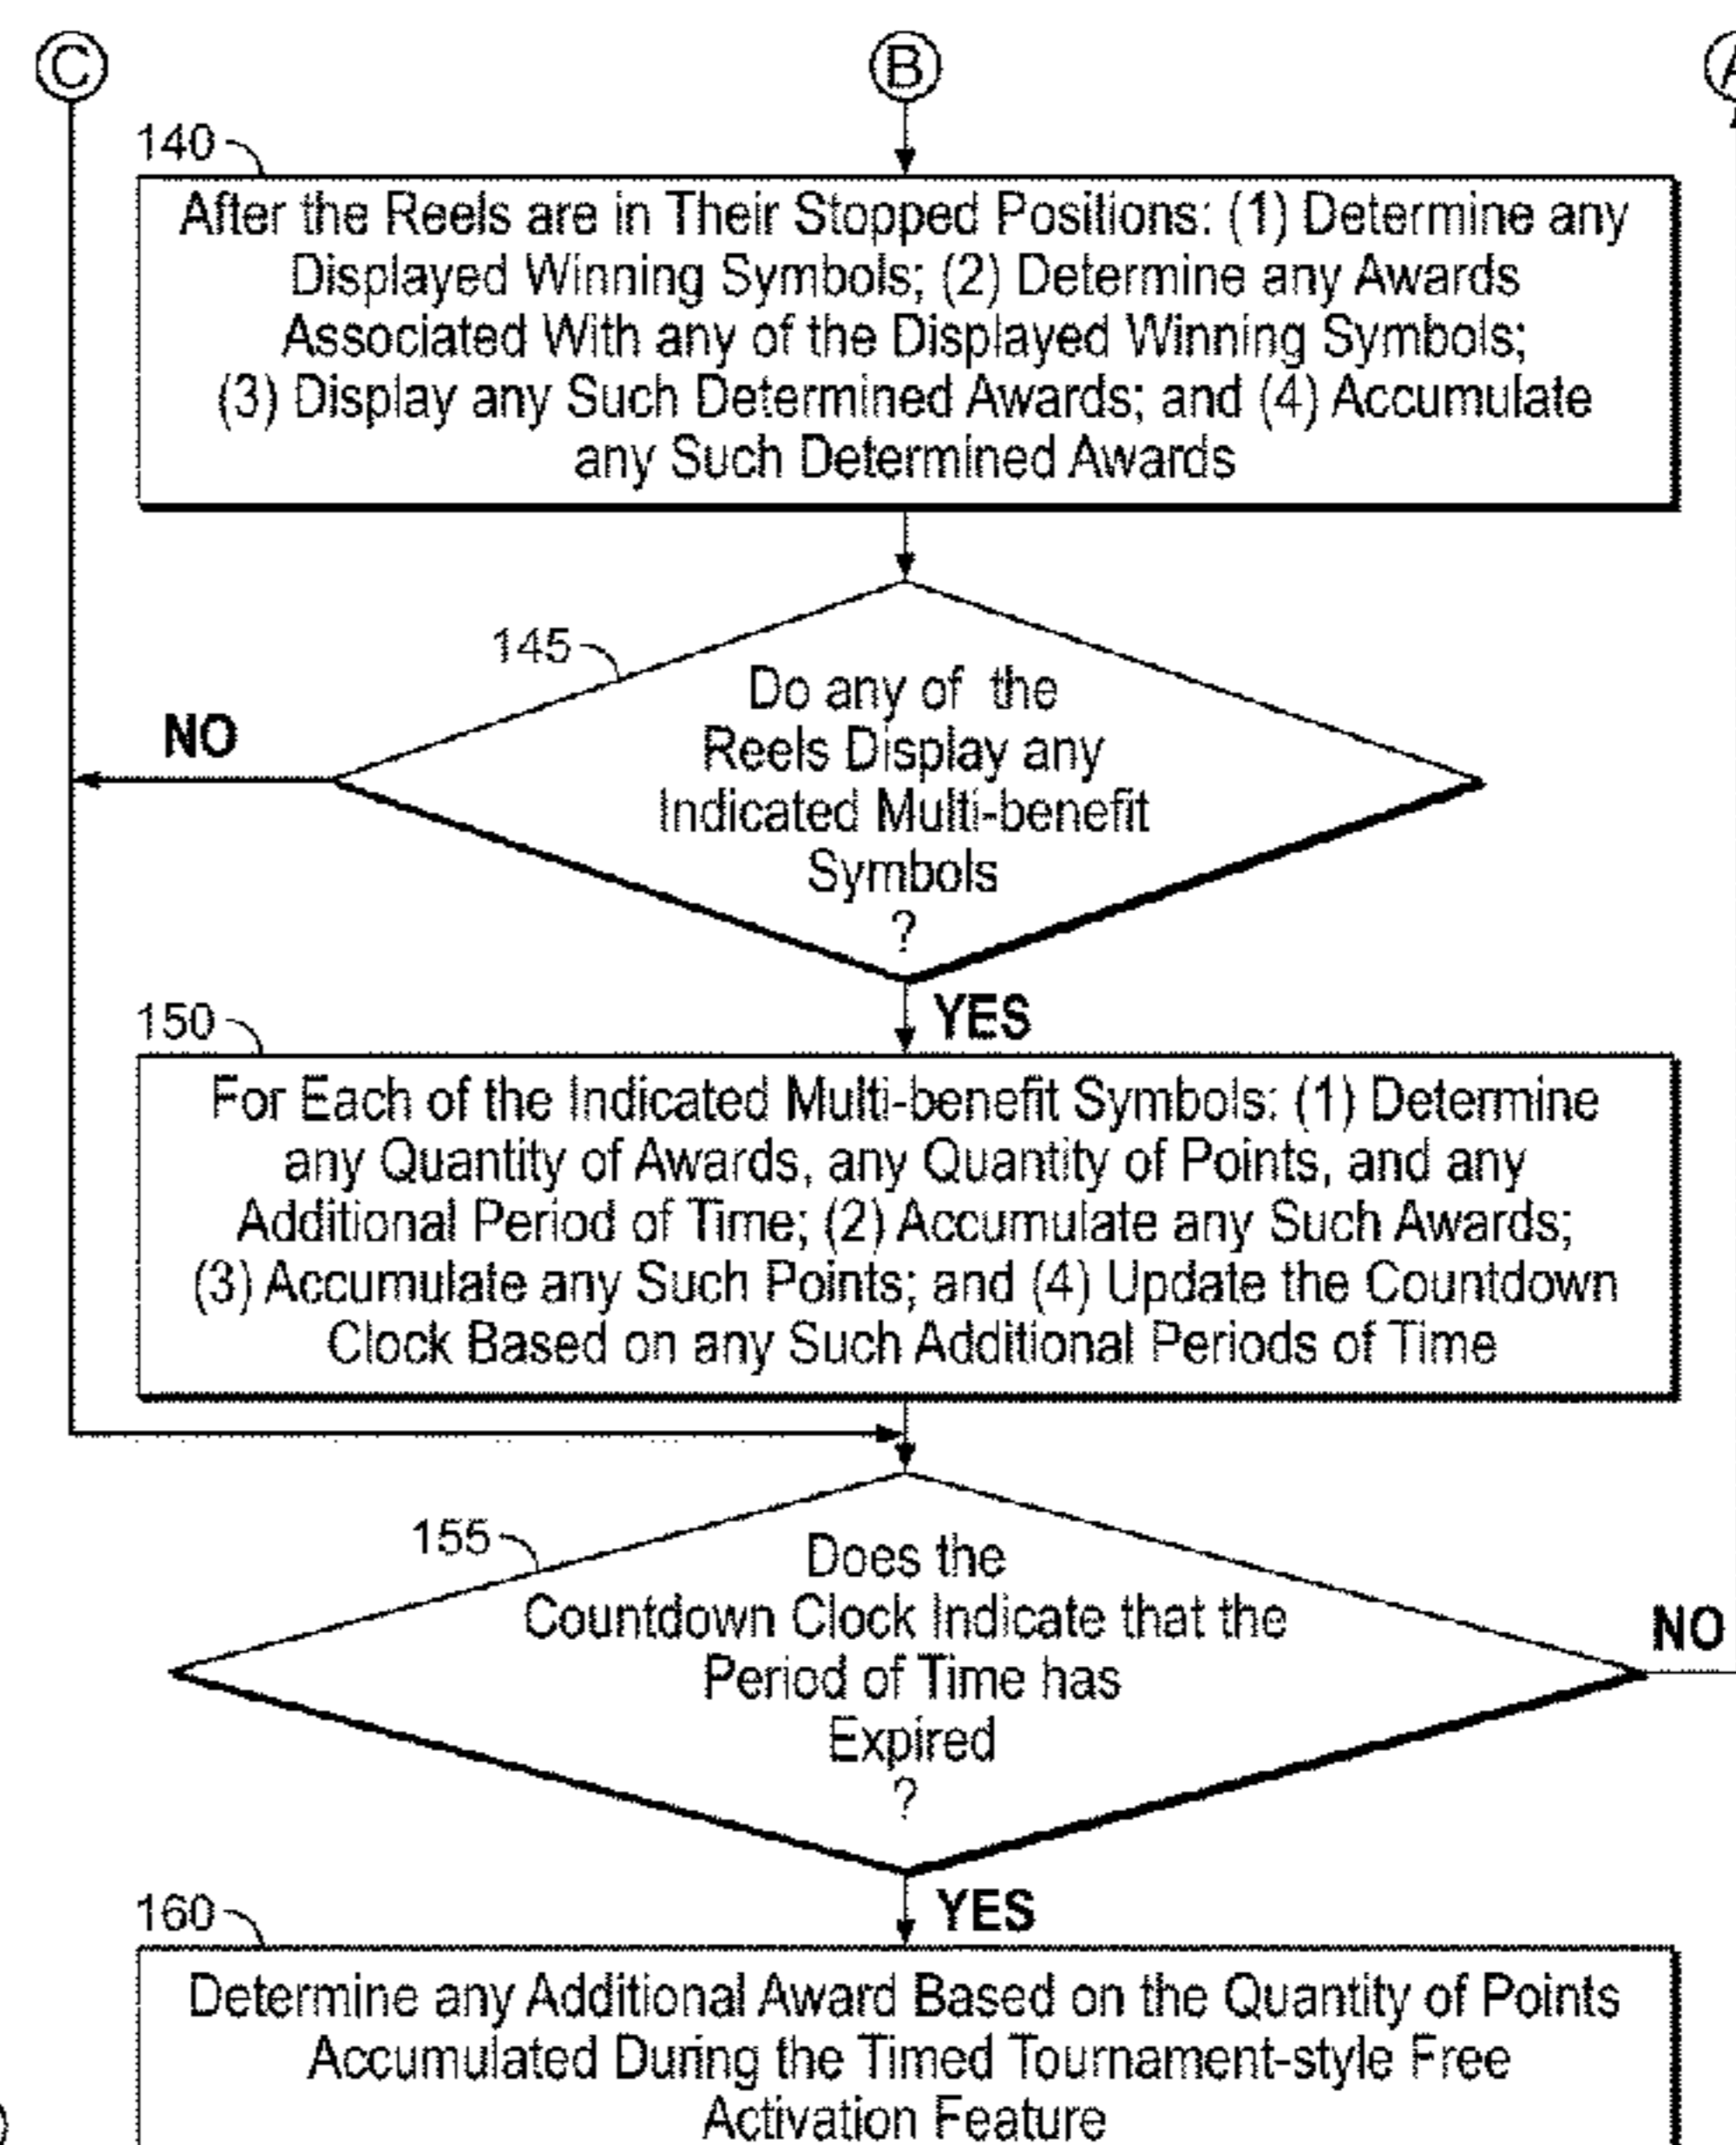 C
B
A
140
After the Reels are in Their Stopped Positions: (1) Determine any
Displayed Winning Symbols; (2) Determine any Awards
Associated With any of the Displayed Winning Symbols;
(3) Display any Such Determined Awards; and (4) Accumulate
any Such Determined Awards
145
Do any of the
Reels Display any
Indicated Multi-benefit
Symbols
?
NO
YES
150
For Each of the Indicated Multi-benefit Symbols: (1) Determine
any Quantity of Awards, any Quantity of Points, and any
Additional Period of Time; (2) Accumulate any Such Awards;
(3) Accumulate any Such Points; and (4) Update the Countdown
Clock Based on any Such Additional Periods of Time
155
Does the
Countdown Clock Indicate that the
Period of Time has
Expired
?
NO
YES
160
Determine any Additional Award Based on the Quantity of Points
Accumulated During the Timed Tournament-style Free
Activation Feature